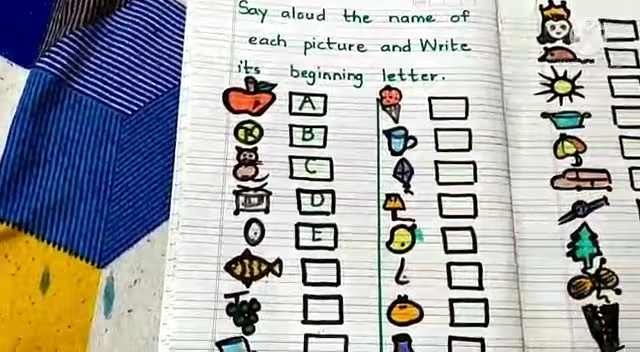 Say aloud the name of
each picture and Write
its beginning letter.
A
B
C
D
E